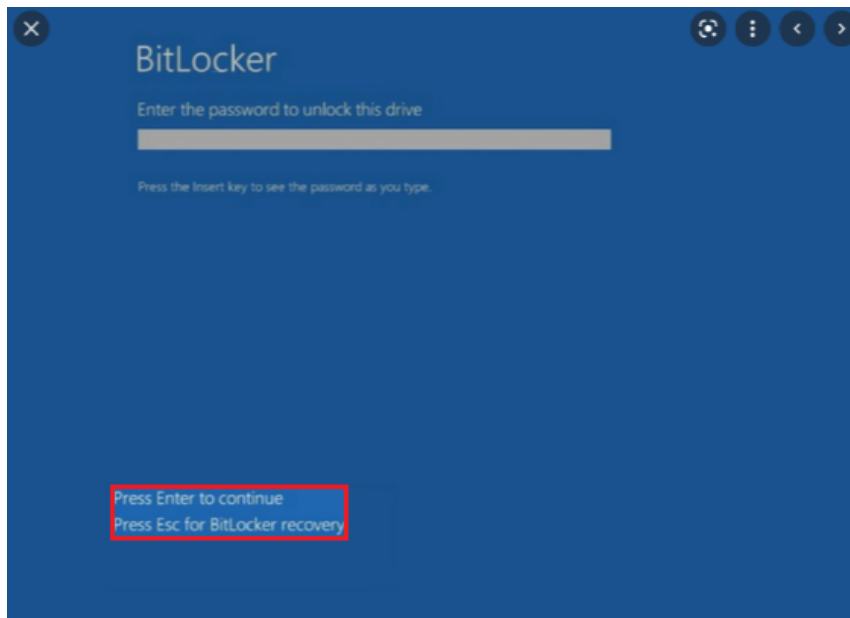 BitLocker
Enter the password to unlock this drive
Press the Insert key to see the password as you type.
Press Enter to continue
Press Esc for BitLocker recovery